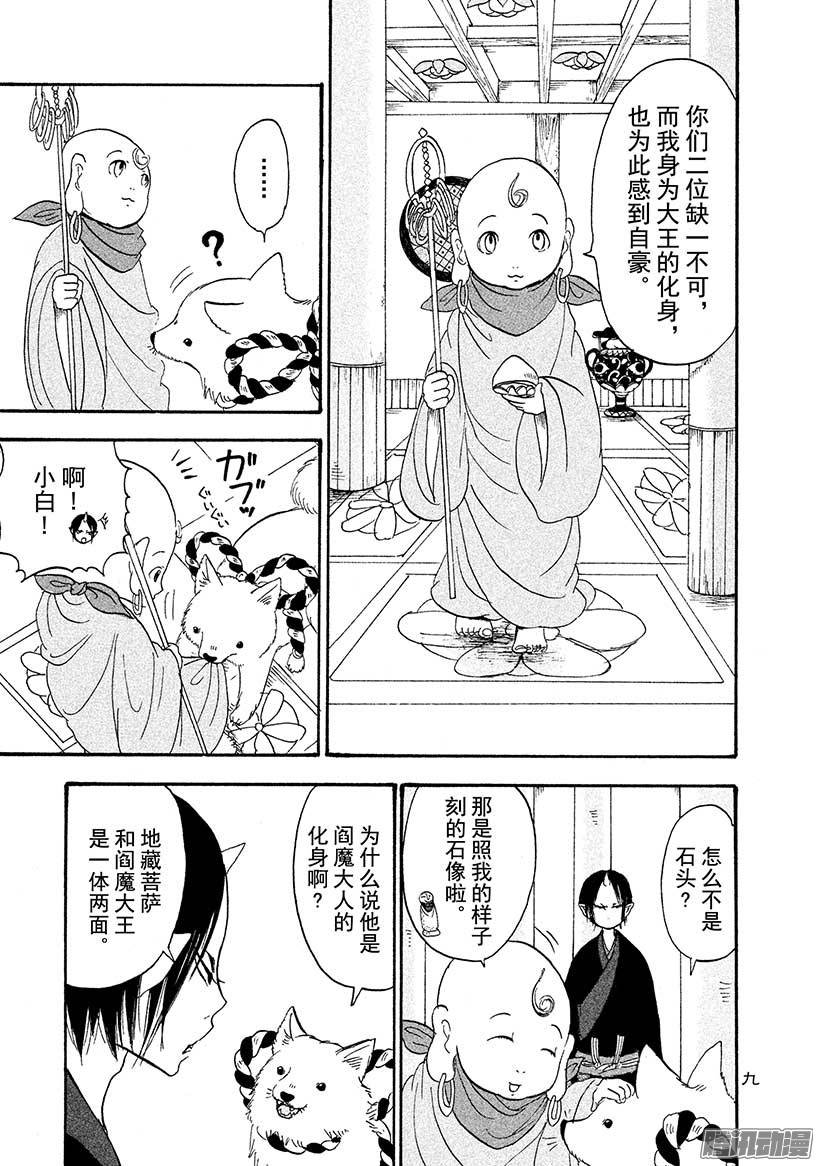 你们二位缺一不可，
而我身为大王的化身，
也为此感到自豪。
……
？
啊！
小白！
ガブッ
怎么不是
石头？
那是照我的样子
刻的石像啦。
为什么说他是
阎魔大人的
化身啊？
地藏菩萨
和阎魔大王
是一体两面。
九
腾讯动漫